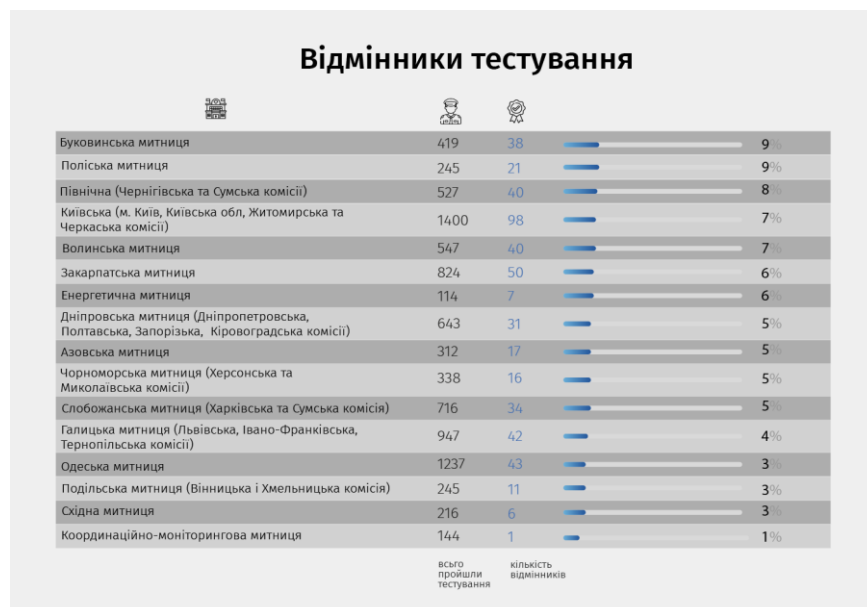 Відмінники тестування
Буковинська митниця 419 38 9%
Поліська митниця 245 21 9%
Північна (Чернігівська та Сумська комісії) 527 40 8%
Київська (м. Київ, Київська обл, Житомирська та
Черкаська комісії) 1400 98 7%
Волинська митниця 547 40 7%
Закарпатська митниця 824 50 6%
Енергетична митниця 114 7 6%
Дніпровська митниця (Дніпропетровська,
Полтавська, Запорізька, Кіровоградська комісії) 643 31 5%
Азовська митниця 312 17 5%
Чорноморська митниця (Херсонська та
Миколаївська комісії) 338 16 5%
Слобожанська митниця (Харківська та Сумська комісія) 716 34 5%
Галицька митниця (Львівська, Івано-Франківська,
Тернопільська комісії) 947 42 4%
Одеська митниця 1237 43 3%
Подільська митниця (Вінницька і Хмельницька комісія) 245 11 3%
Східна митниця 216 6 3%
Координаційно-моніторингова митниця 144 1 1%
всього
пройшли
тестування
кількість
відмінників